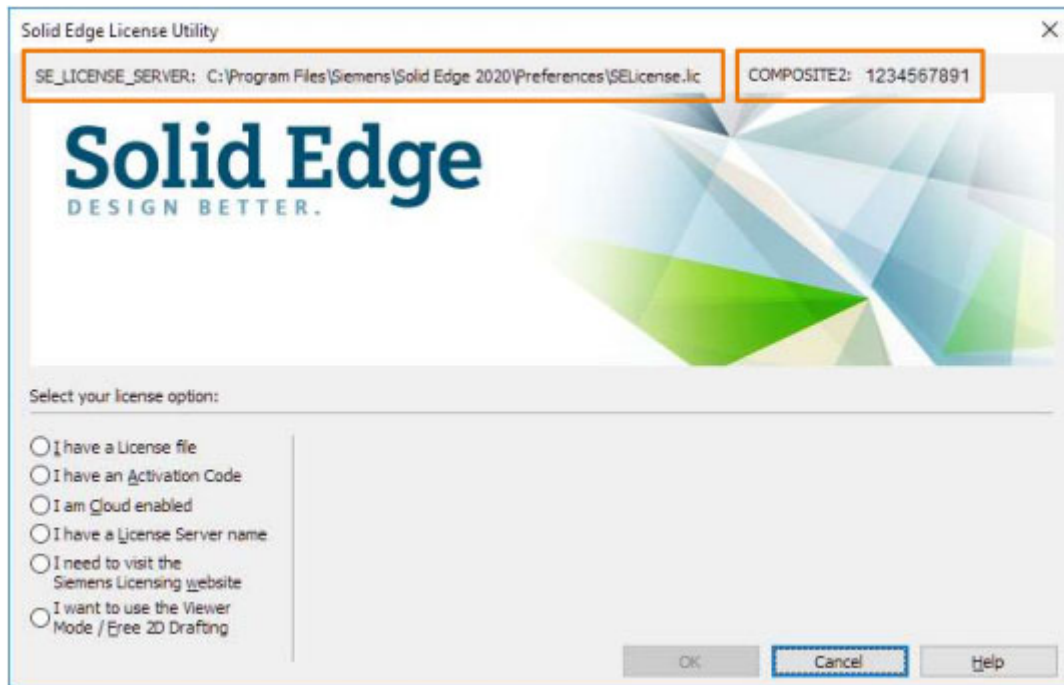 Solid Edge License Utility
SE_LICENSE_SERVER: C:\Program Files\Siemens\Solid Edge 2020\Preferences\SELicense.lic COMPOSITE2: 1234567891
Solid Edge
DESIGN BETTER.
Select your license option:
I have a License file
I have an Activation Code
I am Cloud enabled
I have a License Server name
I need to visit the
Siemens Licensing website
I want to use the Viewer
Mode / Free 2D Drafting
OK Cancel Help